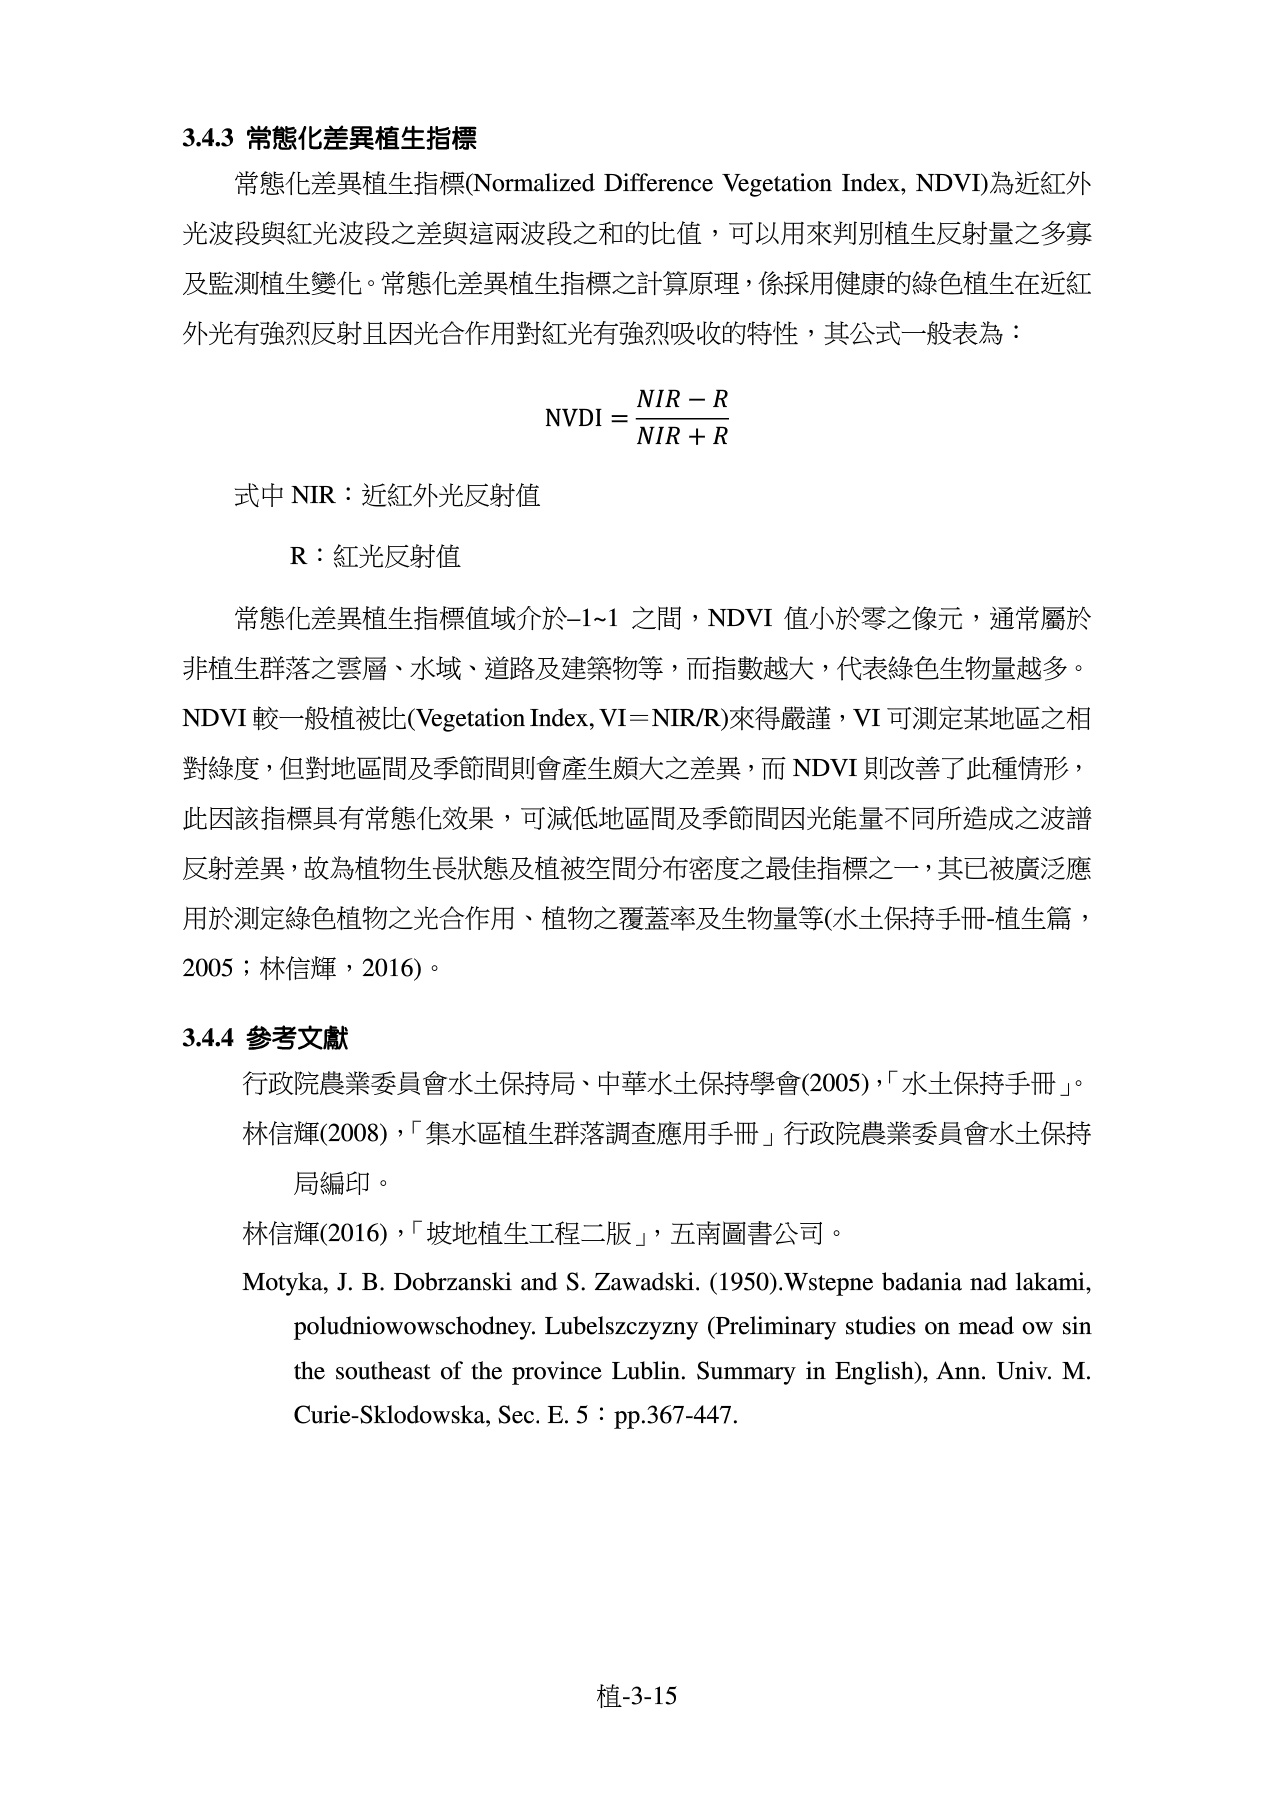 3.4.3 常態化差異植生指標
常態化差異植生指標(Normalized Difference Vegetation Index, NDVI)為近紅外
光波段與紅光波段之差與這兩波段之和的比值，可以用來判別植生反射量之多寡
及監測植生變化。常態化差異植生指標之計算原理，係採用健康的綠色植生在近紅
外光有強烈反射且因光合作用對紅光有強烈吸收的特性，其公式一般表為：
NVDI = (NIR − R) / (NIR + R)
式中 NIR：近紅外光反射值
R：紅光反射值
常態化差異植生指標值域介於–1~1 之間，NDVI 值小於零之像元，通常屬於
非植生群落之雲層、水域、道路及建築物等，而指數越大，代表綠色生物量越多。
NDVI 較一般植被比(Vegetation Index, VI＝NIR/R)來得嚴謹，VI 可測定某地區之相
對綠度，但對地區間及季節間則會產生頗大之差異，而 NDVI 則改善了此種情形，
此因該指標具有常態化效果，可減低地區間及季節間因光能量不同所造成之波譜
反射差異，故為植物生長狀態及植被空間分布密度之最佳指標之一，其已被廣泛應
用於測定綠色植物之光合作用、植物之覆蓋率及生物量等(水土保持手冊-植生篇，
2005；林信輝，2016)。
3.4.4 參考文獻
行政院農業委員會水土保持局、中華水土保持學會(2005)，「水土保持手冊」。
林信輝(2008)，「集水區植生群落調查應用手冊」行政院農業委員會水土保持
局編印。
林信輝(2016)，「坡地植生工程二版」，五南圖書公司。
Motyka, J. B. Dobrzanski and S. Zawadski. (1950).Wstepne badania nad lakami,
poludniowowschodney. Lubelszczyzny (Preliminary studies on mead ow sin
the southeast of the province Lublin. Summary in English), Ann. Univ. M.
Curie-Sklodowska, Sec. E. 5：pp.367-447.
植-3-15